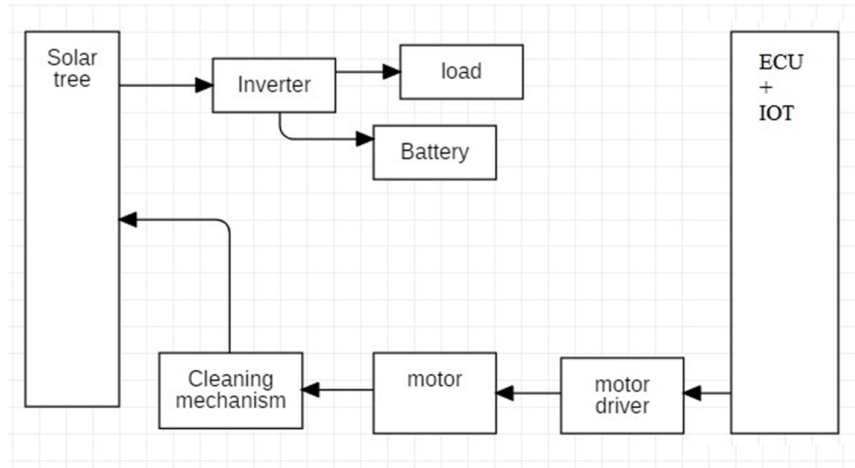 Solar
tree
Inverter
load
Battery
ECU
+
IOT
Cleaning
mechanism
motor
motor
driver